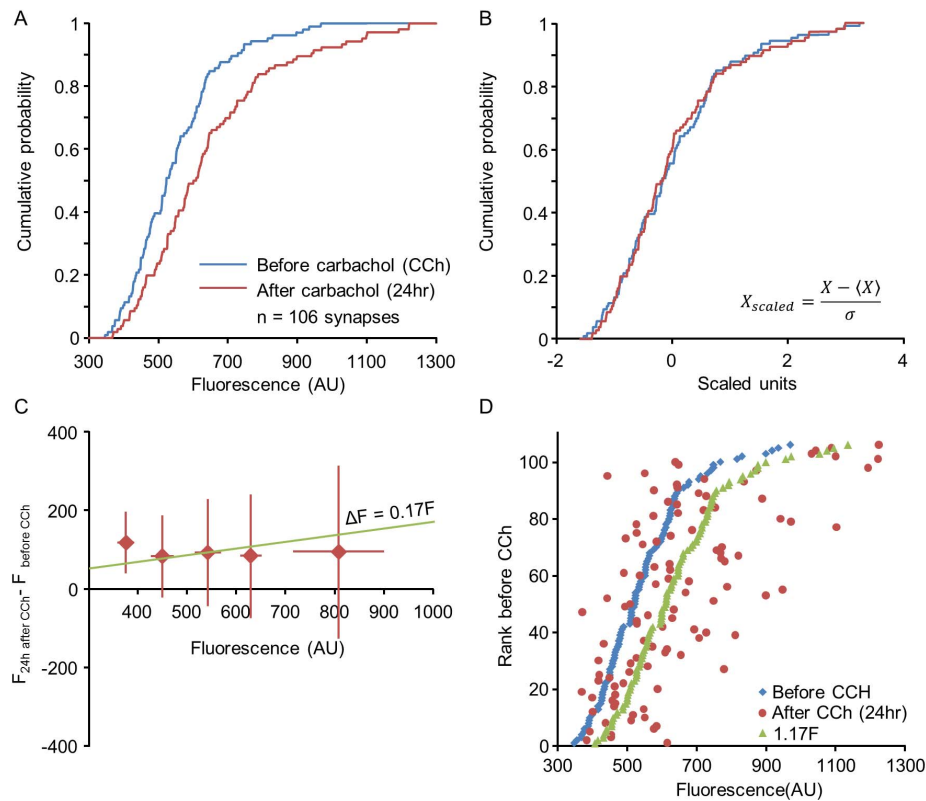 A
Cumulative probability
1
0.8
0.6
0.4
0.2
0
300 500 700 900 1100 1300
Fluorescence (AU)
Before carbachol (CCh)
After carbachol (24hr)
n = 106 synapses
B
Cumulative probability
1
0.8
0.6
0.4
0.2
0
-2 0 2 4
Scaled units
X_scaled = (X − ⟨X⟩)/σ
C
F24h after CCh- F before CCh
400
200
0
-200
-400
400 500 600 700 800 900 1000
Fluorescence (AU)
ΔF = 0.17F
D
Rank before CCh
100
80
60
40
20
0
300 500 700 900 1100 1300
Fluorescence(AU)
Before CCH
After CCh (24hr)
1.17F